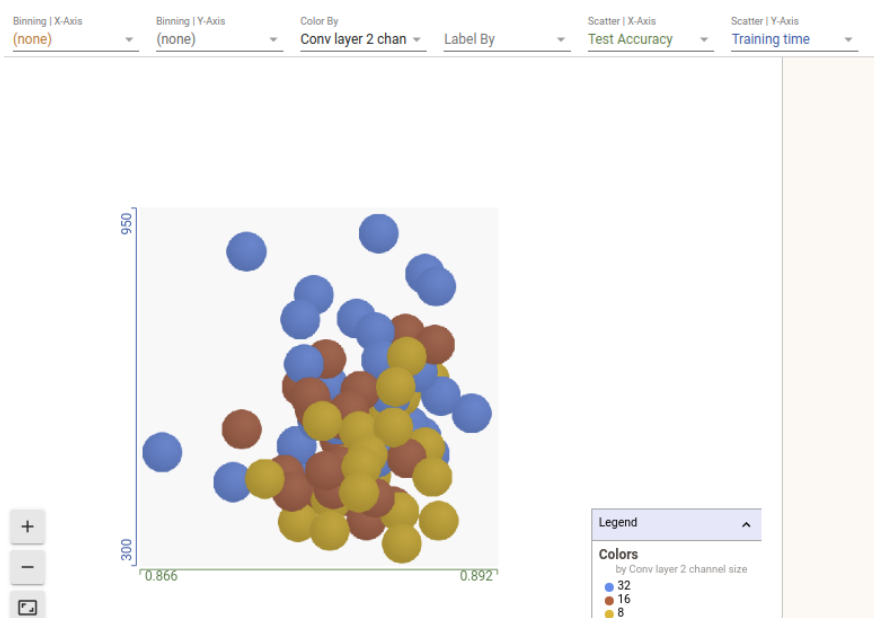 Binning | X-Axis
(none)
Binning | Y-Axis
(none)
Color By
Conv layer 2 chan
Label By
Scatter | X-Axis
Test Accuracy
Scatter | Y-Axis
Training time
950
300
0.866
0.892
+
−
Legend
Colors
by Conv layer 2 channel size
32
16
8